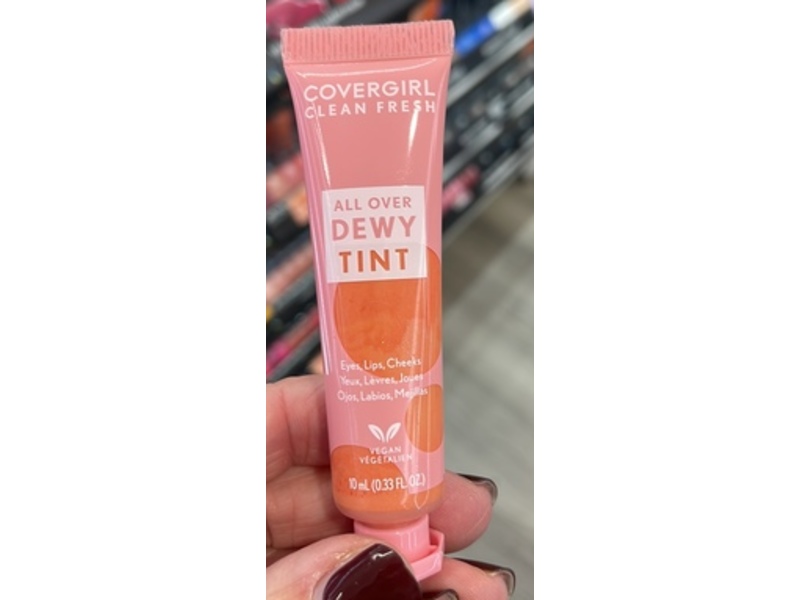 COVERGIRL
CLEAN FRESH
ALL OVER
DEWY
TINT
Eyes, Lips, Cheeks
Yeux, Lèvres, Joues
Ojos, Labios, Mejillas
VEGAN
VÉGÉTALIEN
10 mL (0.33 FL. OZ.)